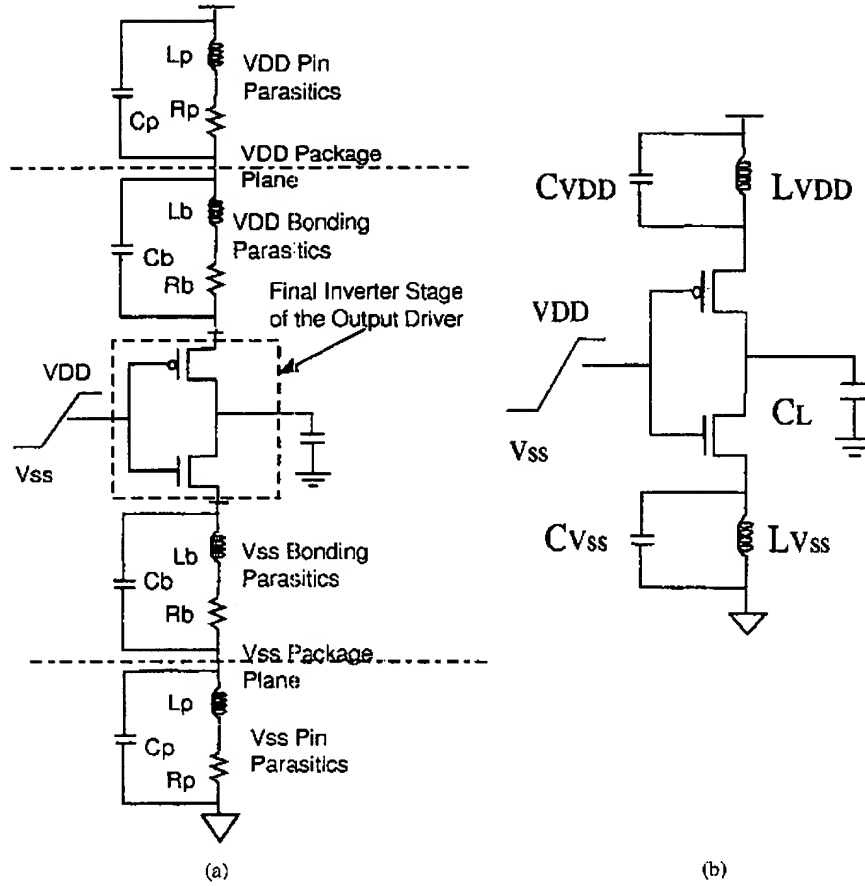 Lp
VDD Pin
Parasitics
Cp
Rp
VDD Package
Plane
Lb
VDD Bonding
Parasitics
Cb
Rb
Final Inverter Stage
of the Output Driver
VDD
Vss
Lb
Vss Bonding
Parasitics
Cb
Rb
Vss Package
Plane
Lp
Vss Pin
Parasitics
Cp
Rp
(a)
CVDD
LVDD
VDD
Vss
CL
CVss
LVss
(b)